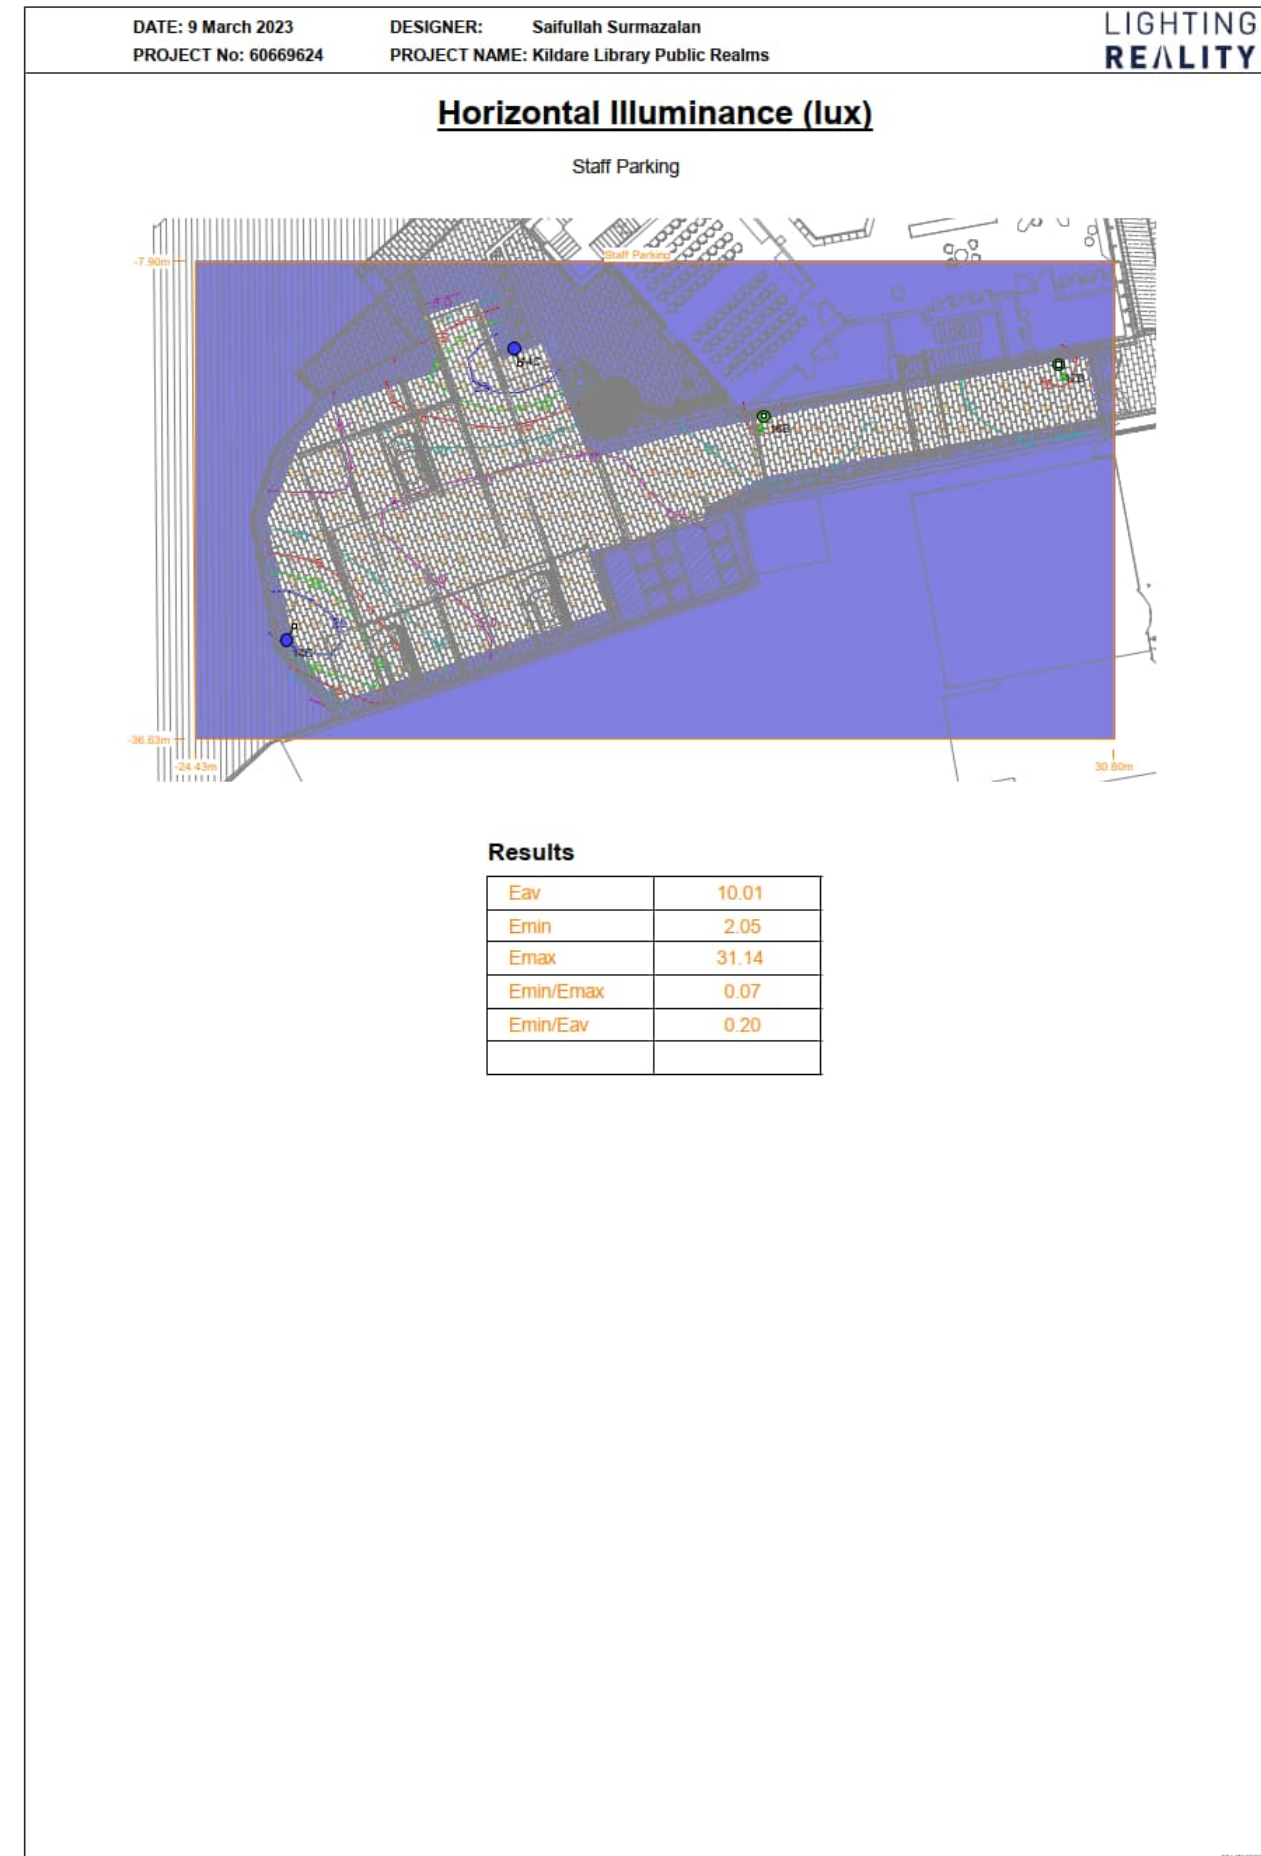 DATE: 9 March 2023
DESIGNER: Saifullah Surmazalan
LIGHTING
PROJECT No: 60669624
PROJECT NAME: Kildare Library Public Realms
REALITY
Horizontal Illuminance (lux)
Staff Parking
Staff Parking
-7.90m
-36.63m
-24.43m
30.80m
Results
Eav 10.01
Emin 2.05
Emax 31.14
Emin/Emax 0.07
Emin/Eav 0.20